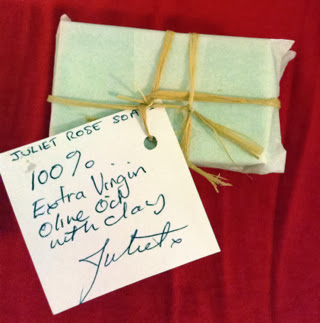 JULIET ROSE SOA
100%
Extra Virgin
Olive Oil
with clay
Juliet x